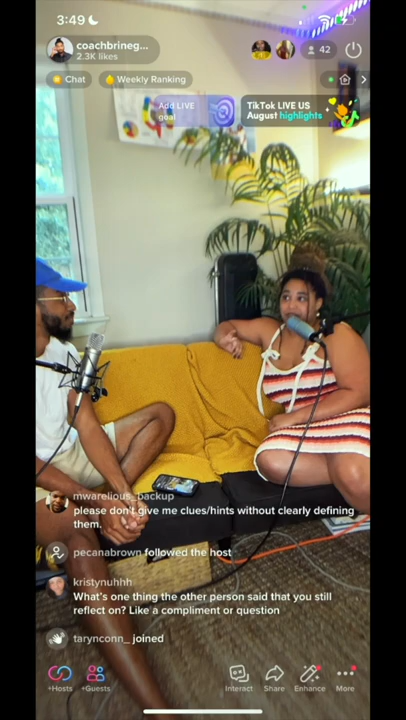 3:49
coachbrineg...
2.3K likes
42
Chat
Weekly Ranking
Add LIVE
goal
TikTok LIVE US
August highlights
mwarelious_backup
please don't give me clues/hints without clearly defining
them.
pecanabrown followed the host
kristynuhhh
What's one thing the other person said that you still
reflect on? Like a compliment or question
tarynconn_ joined
+Hosts
+Guests
Interact
Share
Enhance
More